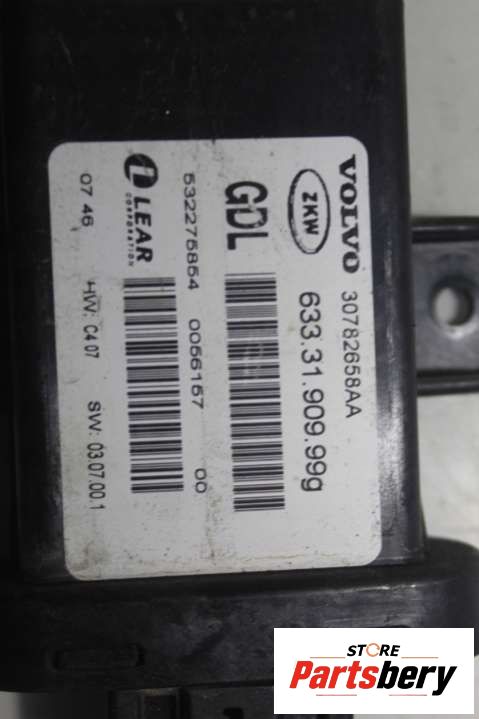 VOLVO 30782658AA
ZKW 633.31.909.99g
GDL
532275854 0056157 00
LEAR
CORPORATION
07 46 HW: C4 07 SW: 03.07.00.1
STORE
Partsbery